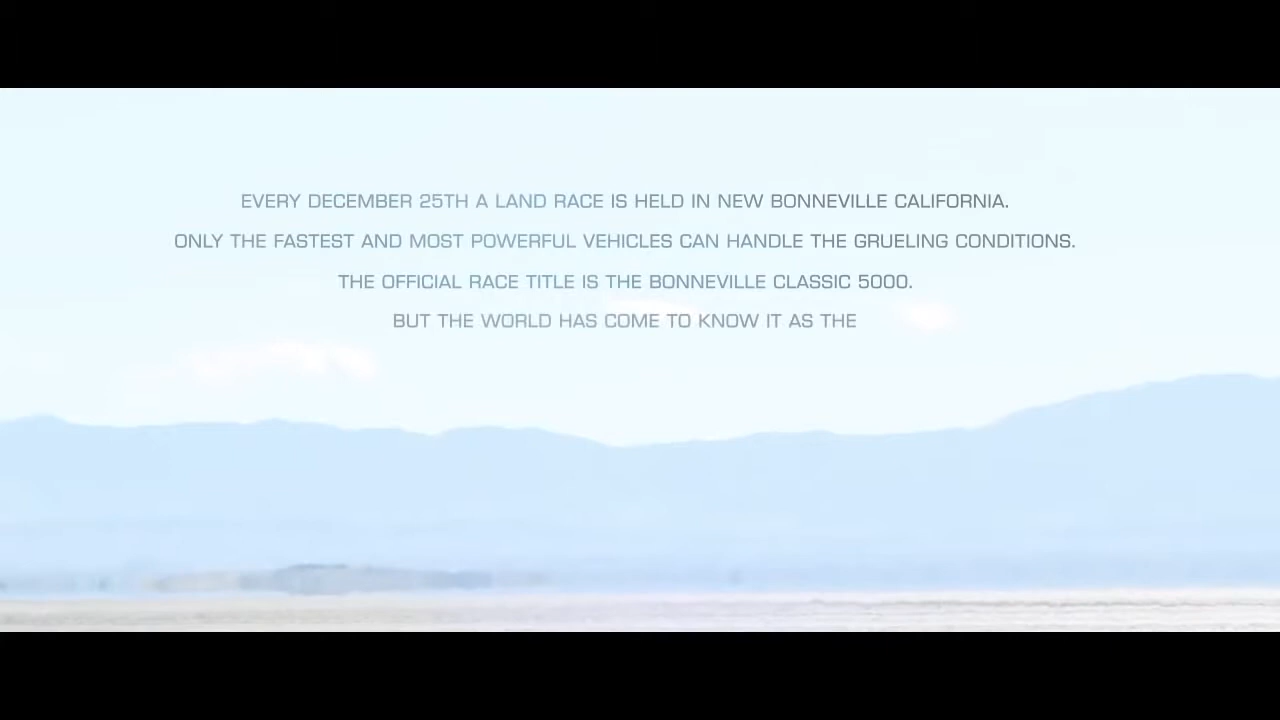 EVERY DECEMBER 25TH A LAND RACE IS HELD IN NEW BONNEVILLE CALIFORNIA.
ONLY THE FASTEST AND MOST POWERFUL VEHICLES CAN HANDLE THE GRUELING CONDITIONS.
THE OFFICIAL RACE TITLE IS THE BONNEVILLE CLASSIC 5000.
BUT THE WORLD HAS COME TO KNOW IT AS THE